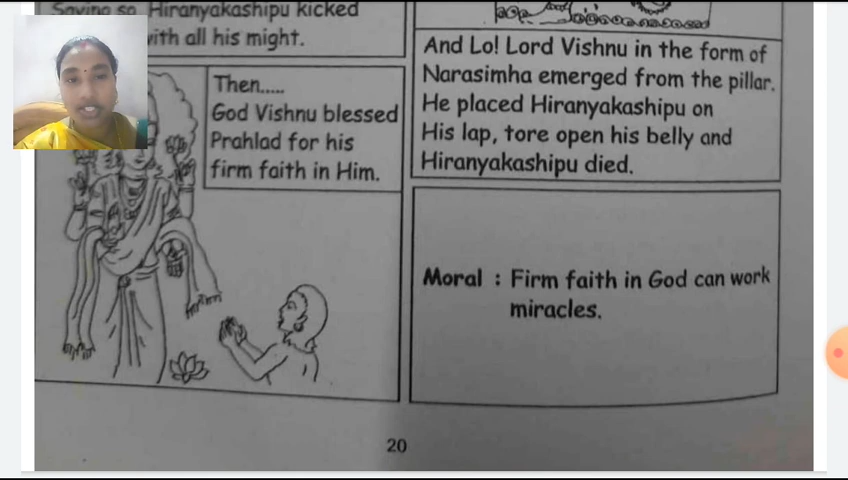 Saying so, Hiranyakashipu kicked
with all his might.
Then.....
God Vishnu blessed
Prahlad for his
firm faith in Him.
And Lo! Lord Vishnu in the form of
Narasimha emerged from the pillar.
He placed Hiranyakashipu on
His lap, tore open his belly and
Hiranyakashipu died.
Moral : Firm faith in God can work
miracles.
20